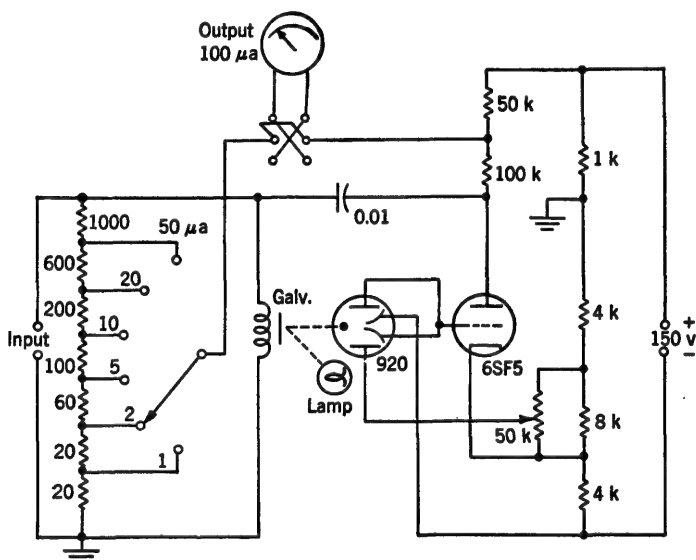 Output
100 μa
50 k
1 k
100 k
0.01
1000
50 μa
600
20
200
Input
10
100
5
60
2
20
1
20
Galv.
Lamp
920
6SF5
4 k
+
150 v
−
50 k
8 k
4 k